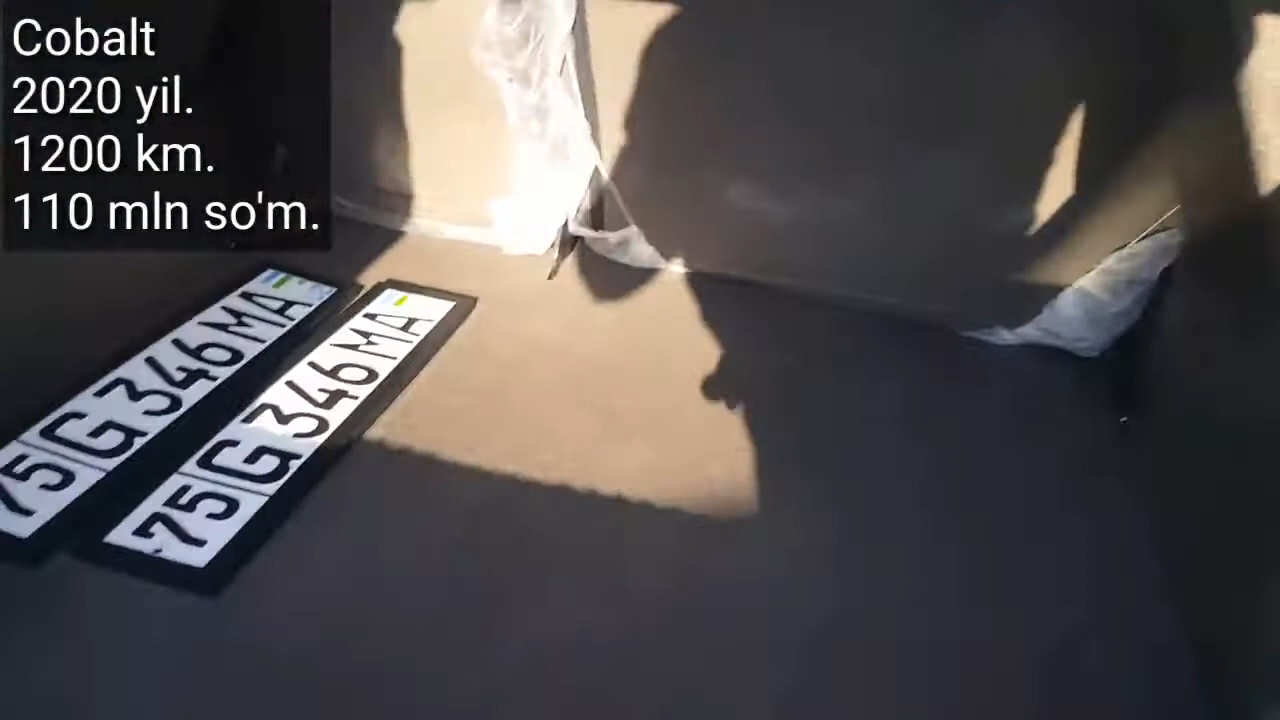 Cobalt
2020 yil.
1200 km.
110 mln so'm.
75 G 346 MA
75 G 346 MA